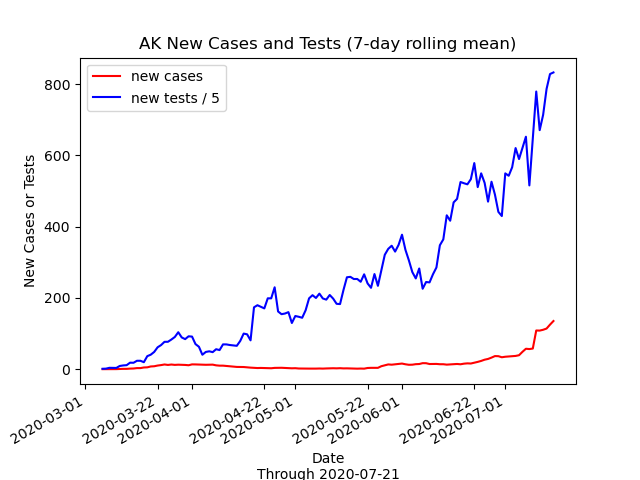 AK New Cases and Tests (7-day rolling mean)
new cases
new tests / 5
New Cases or Tests
800
600
400
200
0
2020-03-01
2020-03-22
2020-04-01
2020-04-22
2020-05-01
2020-05-22
2020-06-01
2020-06-22
2020-07-01
Date
Through 2020-07-21